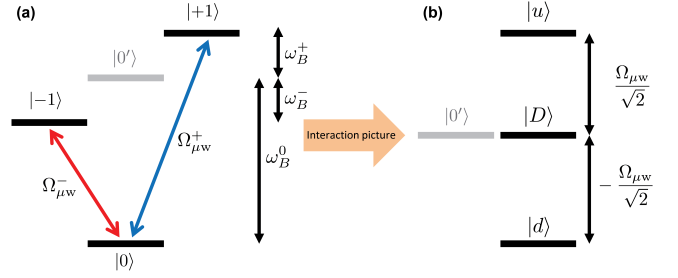 (a)
|+1⟩
|0′⟩
|−1⟩
ω_B^+
ω_B^−
ω_B^0
Ω_μw^−
Ω_μw^+
|0⟩
Interaction picture
(b)
|u⟩
Ω_μw/√2
|0′⟩
|D⟩
−Ω_μw/√2
|d⟩